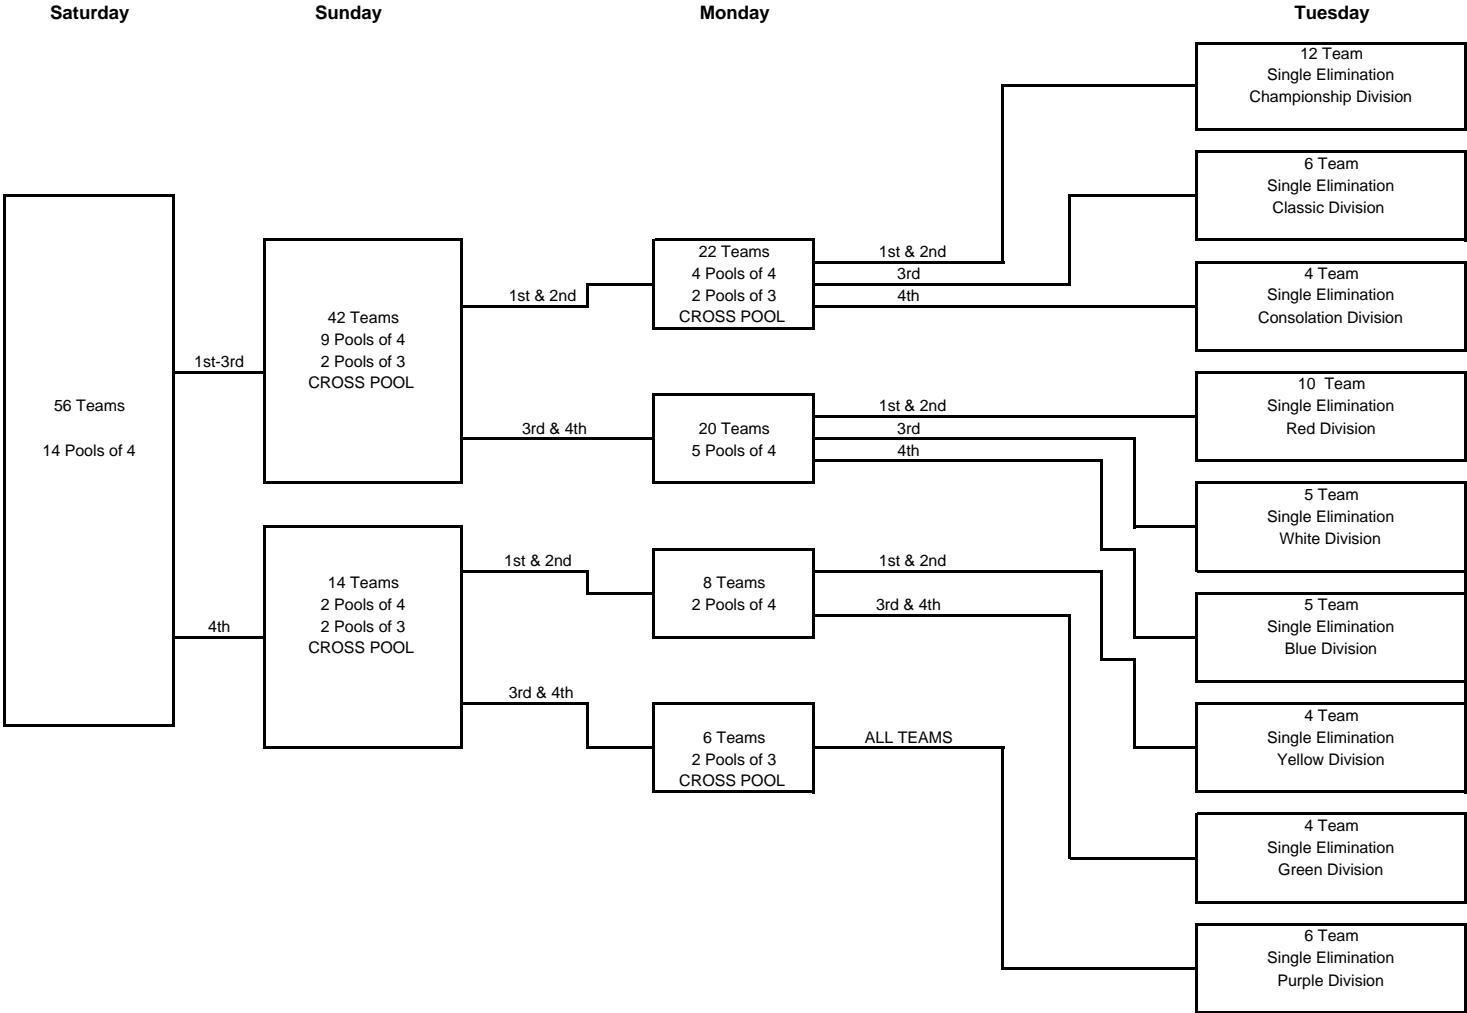 Saturday
Sunday
Monday
Tuesday
56 Teams
14 Pools of 4
1st-3rd
4th
42 Teams
9 Pools of 4
2 Pools of 3
CROSS POOL
1st & 2nd
3rd & 4th
14 Teams
2 Pools of 4
2 Pools of 3
CROSS POOL
1st & 2nd
3rd & 4th
22 Teams
4 Pools of 4
2 Pools of 3
CROSS POOL
1st & 2nd
3rd
4th
20 Teams
5 Pools of 4
1st & 2nd
3rd
4th
8 Teams
2 Pools of 4
1st & 2nd
3rd & 4th
6 Teams
2 Pools of 3
CROSS POOL
ALL TEAMS
12 Team
Single Elimination
Championship Division
6 Team
Single Elimination
Classic Division
4 Team
Single Elimination
Consolation Division
10 Team
Single Elimination
Red Division
5 Team
Single Elimination
White Division
5 Team
Single Elimination
Blue Division
4 Team
Single Elimination
Yellow Division
4 Team
Single Elimination
Green Division
6 Team
Single Elimination
Purple Division